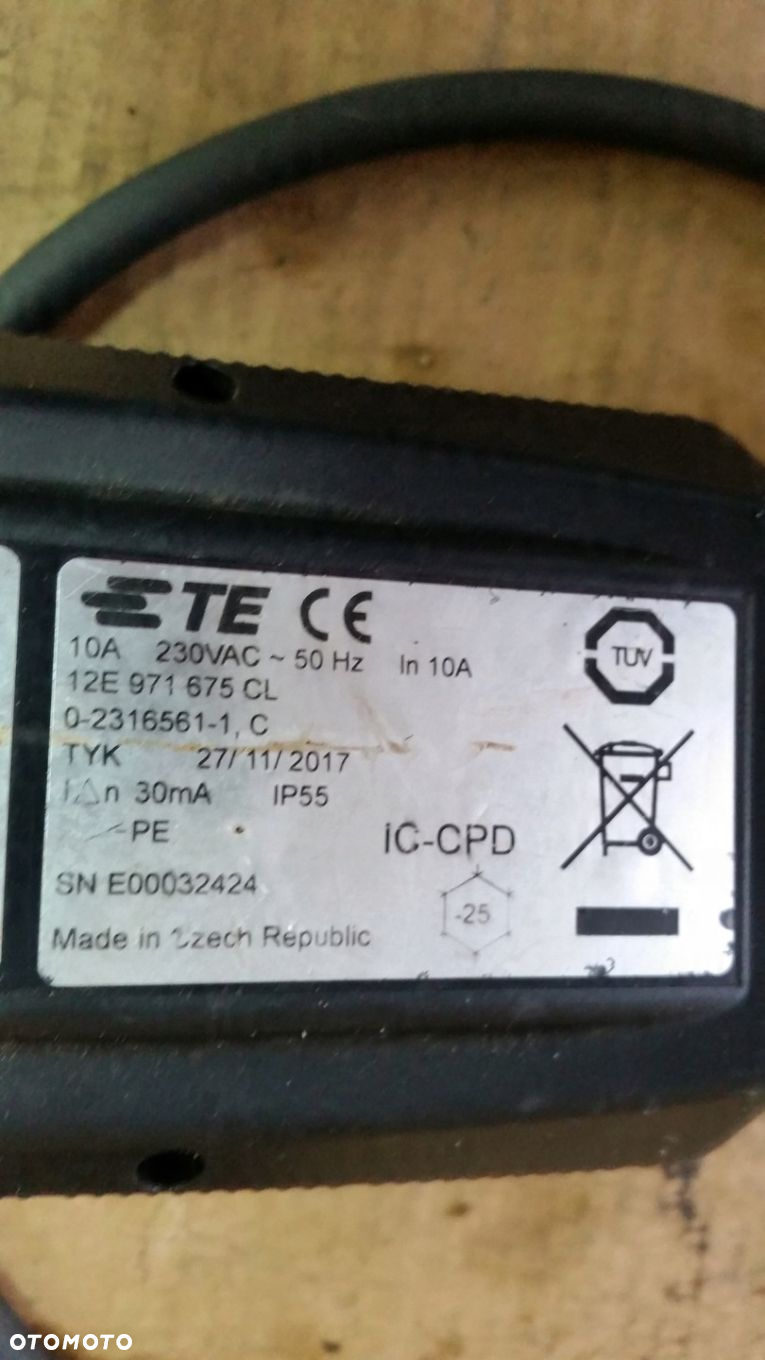 TE CE
10A 230VAC ~ 50 Hz In 10A
TUV
12E 971 675 CL
0-2316561-1, C
TYK 27/11/2017
I△n 30mA IP55
PE
iC-CPD
SN E00032424
-25
Made in Czech Republic
OTOMOTO